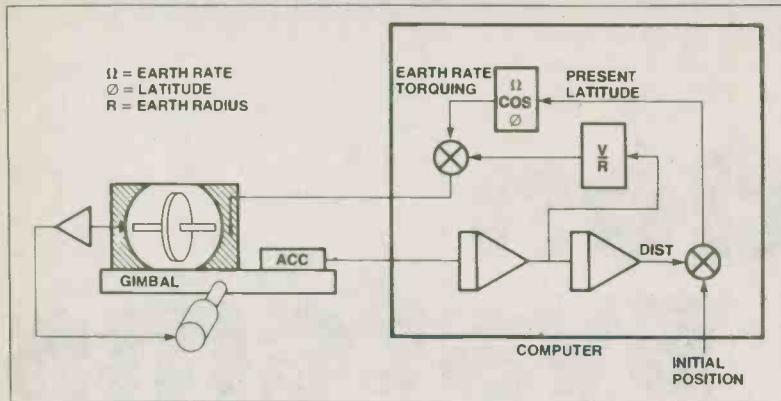 Ω = EARTH RATE
Ø = LATITUDE
R = EARTH RADIUS
EARTH RATE
TORQUING
Ω
COS
Ø
PRESENT
LATITUDE
V
R
ACC
GIMBAL
DIST
COMPUTER
INITIAL
POSITION